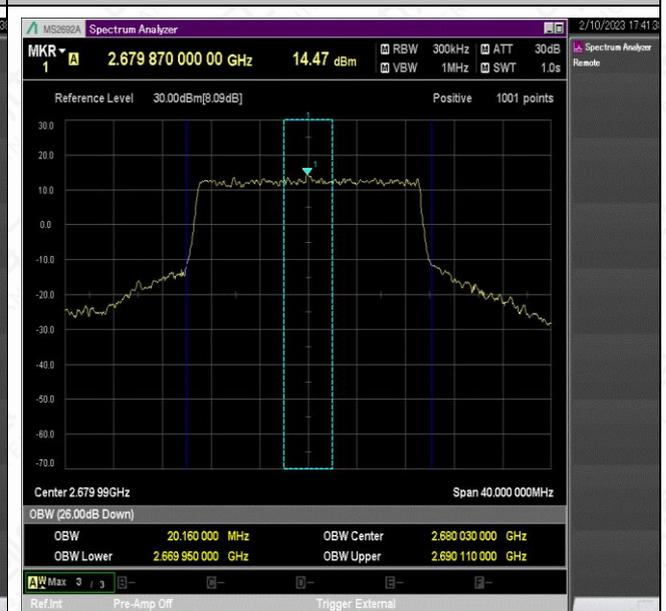 MS2692A Spectrum Analyzer
2/10/2023 17:41:3
MKR 1 A 2.679 870 000 00 GHz 14.47 dBm
M RBW 300kHz M ATT 30dB
M VBW 1MHz M SWT 1.0s
Spectrum Analyzer
Remote
Reference Level 30.00dBm[8.09dB] Positive 1001 points
30.0
1
20.0
10.0
0.0
-10.0
-20.0
-30.0
-40.0
-50.0
-60.0
-70.0
Center 2.679 99GHz Span 40.000 000MHz
OBW (26.00dB Down)
OBW 20.160 000 MHz OBW Center 2.680 030 000 GHz
OBW Lower 2.669 950 000 GHz OBW Upper 2.690 110 000 GHz
A W Max 3 / 3 B- C- D- E- F-
Ref.Int Pre-Amp Off Trigger External